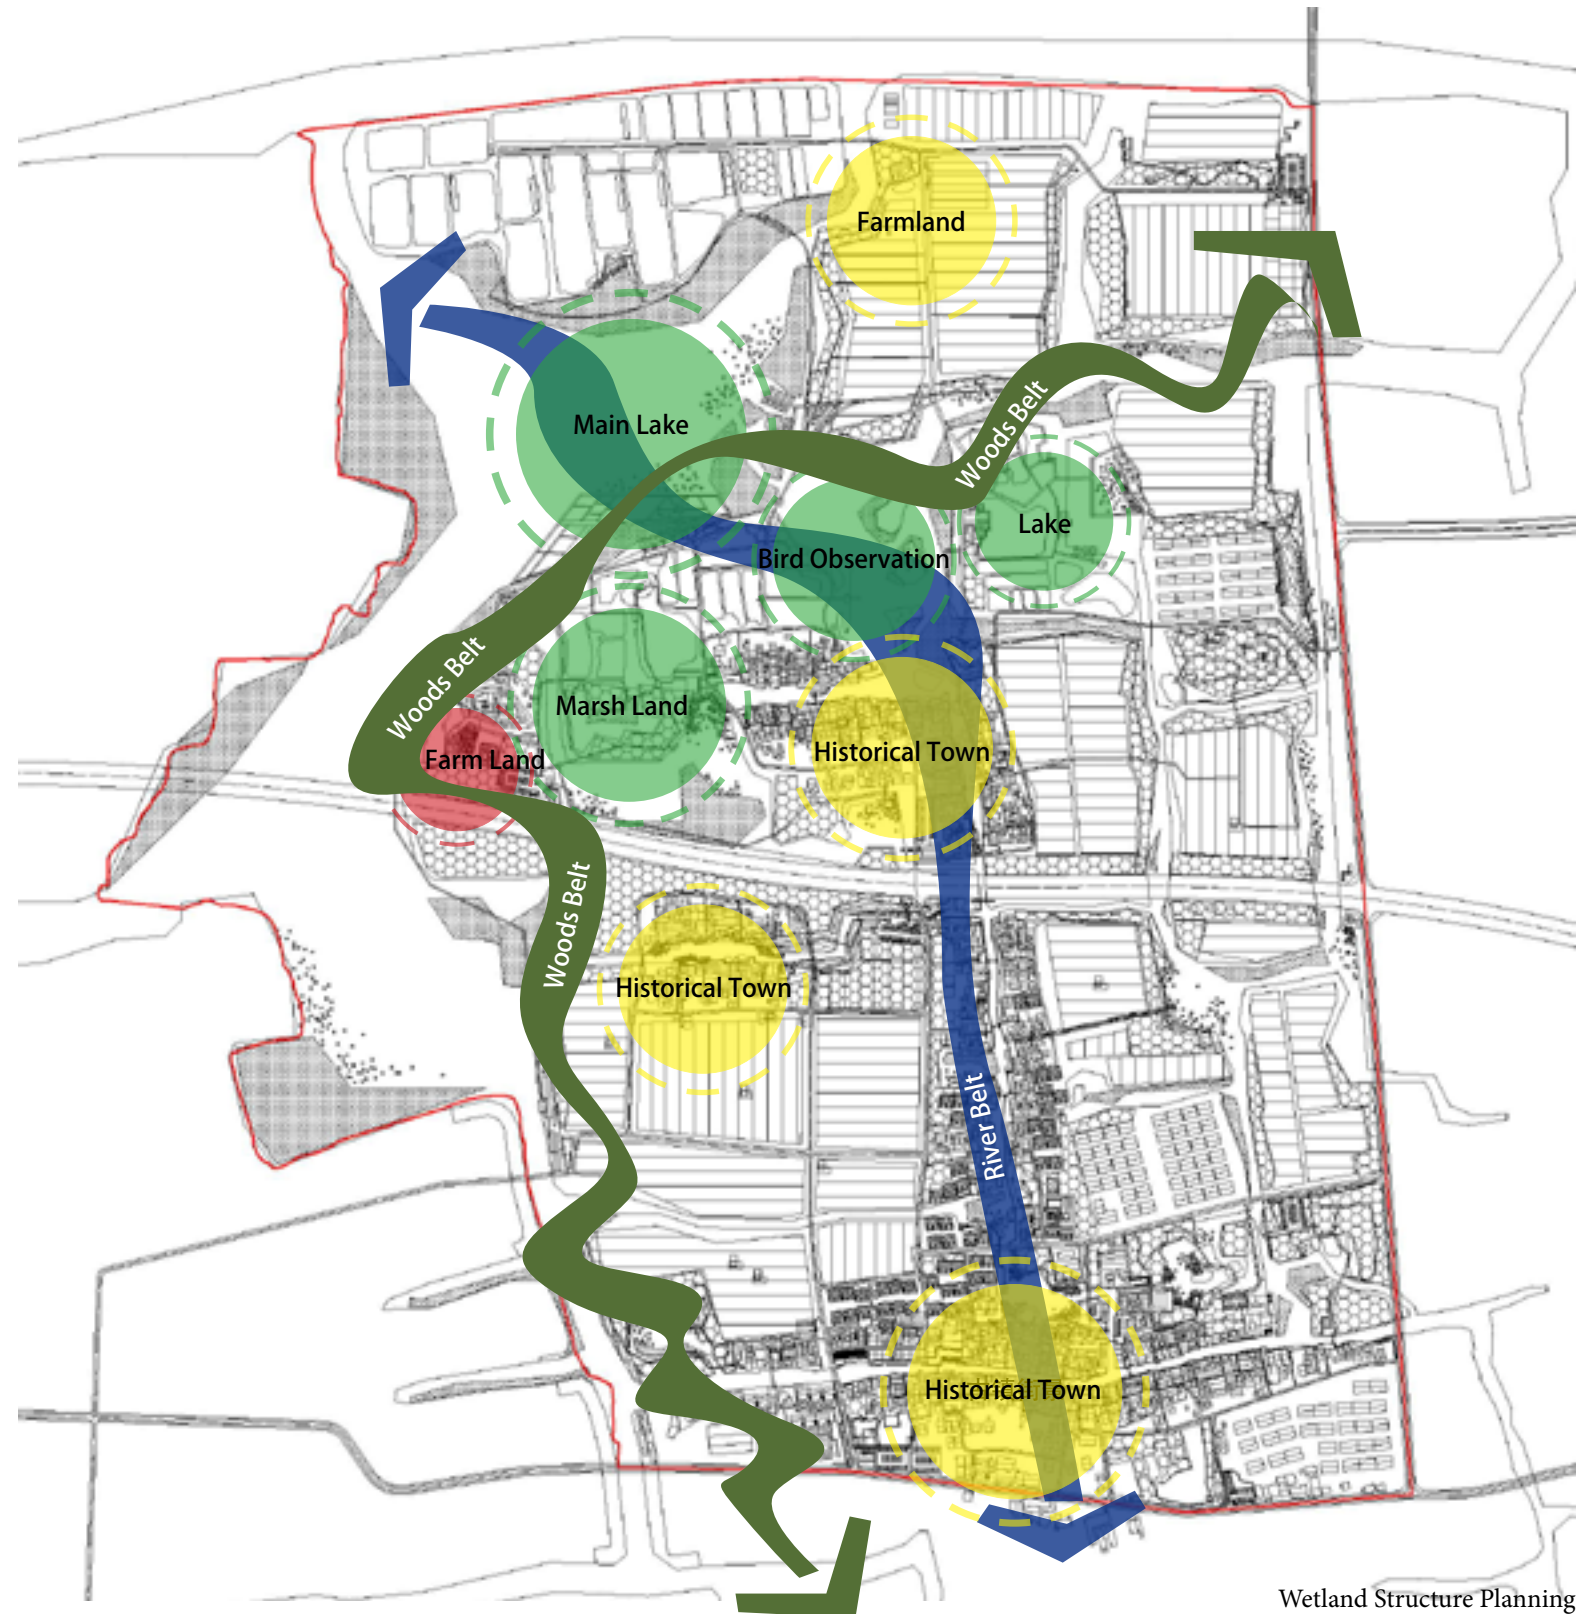 Farmland
Main Lake
Woods Belt
Lake
Bird Observation
Woods Belt
Marsh Land
Historical Town
Farm Land
Woods Belt
Historical Town
River Belt
Historical Town
Wetland Structure Planning